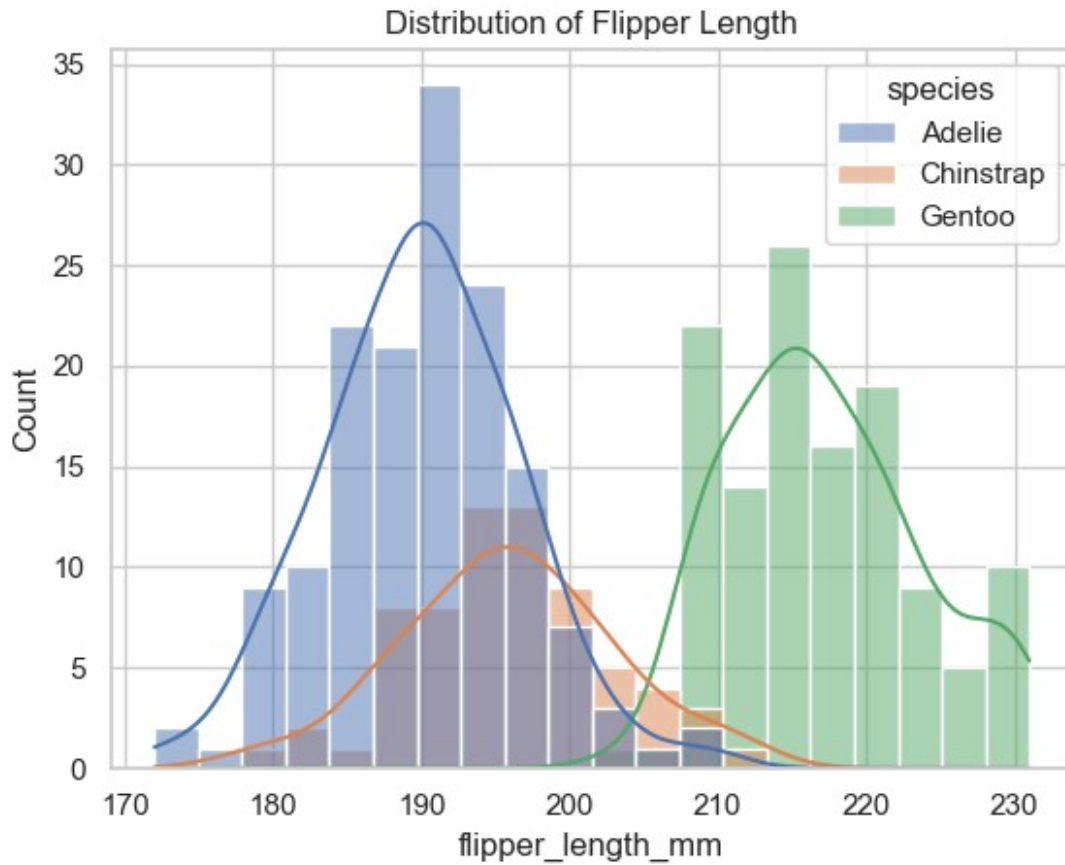 Distribution of Flipper Length
species
Adelie
Chinstrap
Gentoo
Count
35
30
25
20
15
10
5
0
170 180 190 200 210 220 230
flipper_length_mm